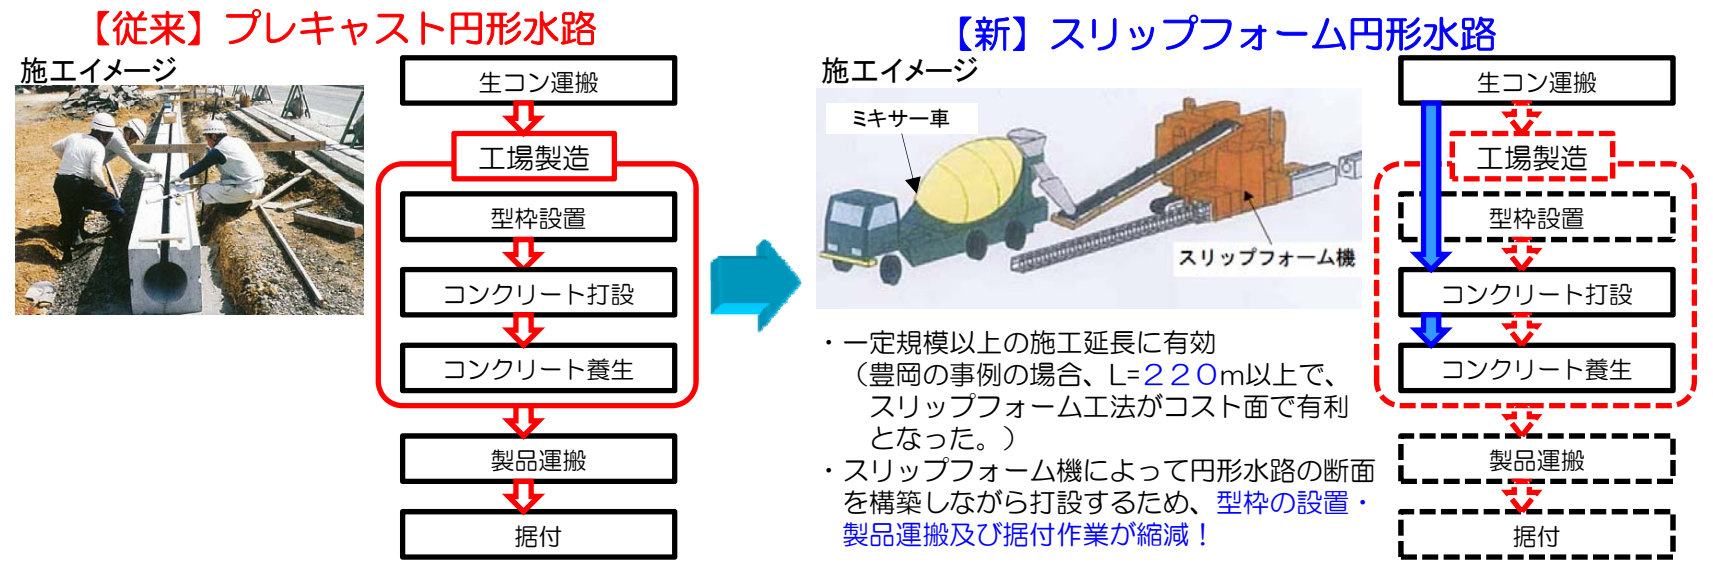 【従来】プレキャスト円形水路
施工イメージ
生コン運搬
工場製造
型枠設置
コンクリート打設
コンクリート養生
製品運搬
据付
【新】スリップフォーム円形水路
施工イメージ
ミキサー車
スリップフォーム機
・一定規模以上の施工延長に有効
（豊岡の事例の場合、L=２２０m以上で、
スリップフォーム工法がコスト面で有利
となった。）
・スリップフォーム機によって円形水路の断面
を構築しながら打設するため、型枠の設置・
製品運搬及び据付作業が縮減！
生コン運搬
工場製造
型枠設置
コンクリート打設
コンクリート養生
製品運搬
据付